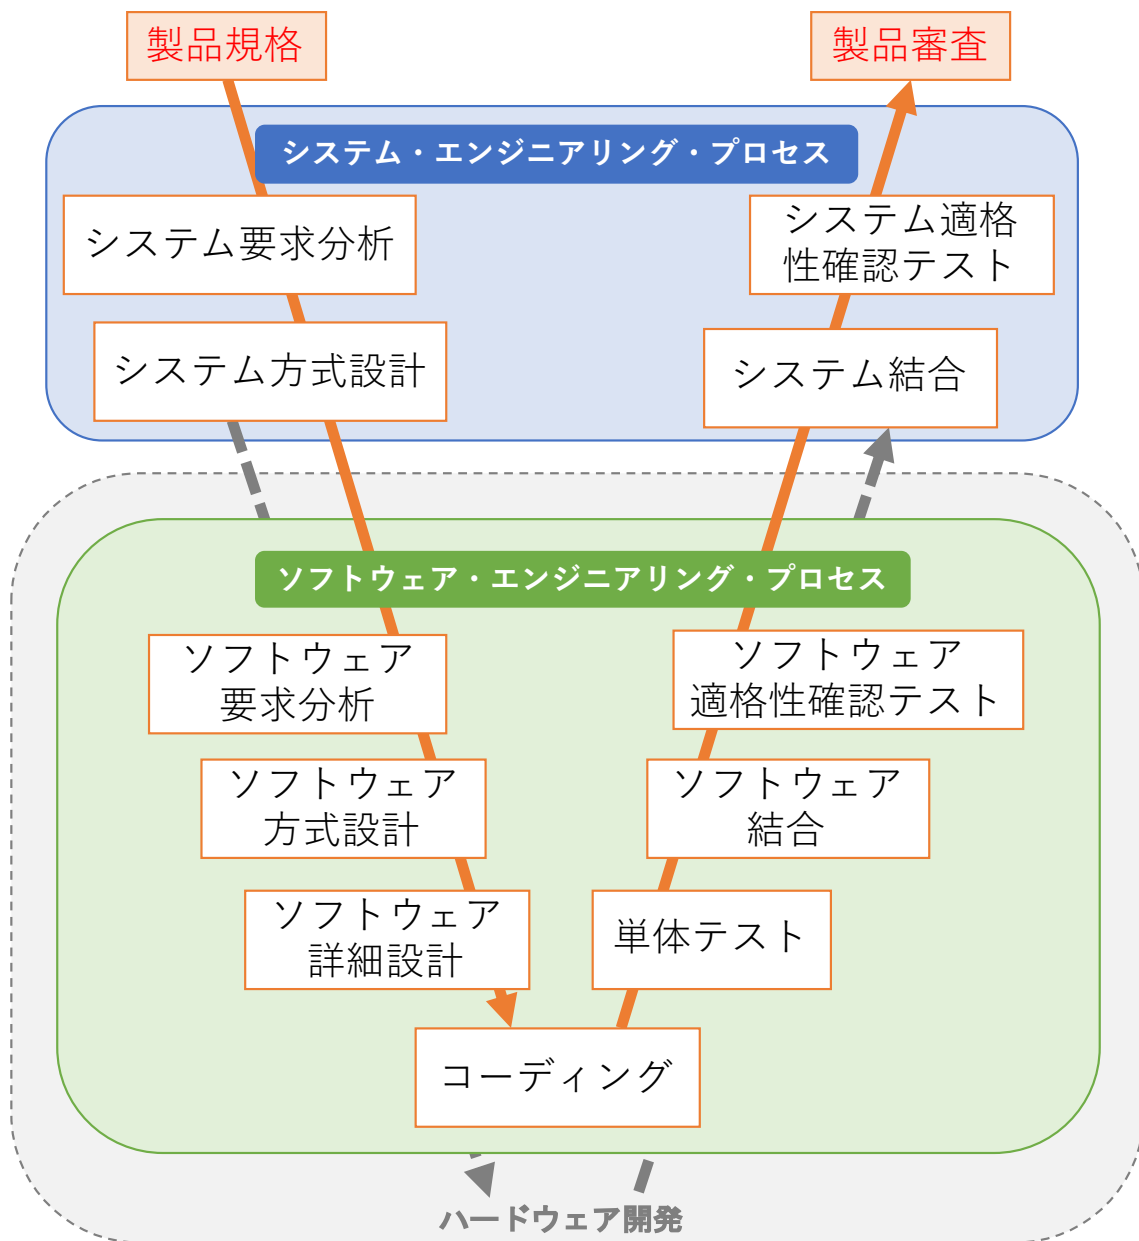 製品規格
製品審査
システム・エンジニアリング・プロセス
システム要求分析
システム適格
性確認テスト
システム方式設計
システム結合
ソフトウェア・エンジニアリング・プロセス
ソフトウェア
要求分析
ソフトウェア
適格性確認テスト
ソフトウェア
方式設計
ソフトウェア
結合
ソフトウェア
詳細設計
単体テスト
コーディング
ハードウェア開発